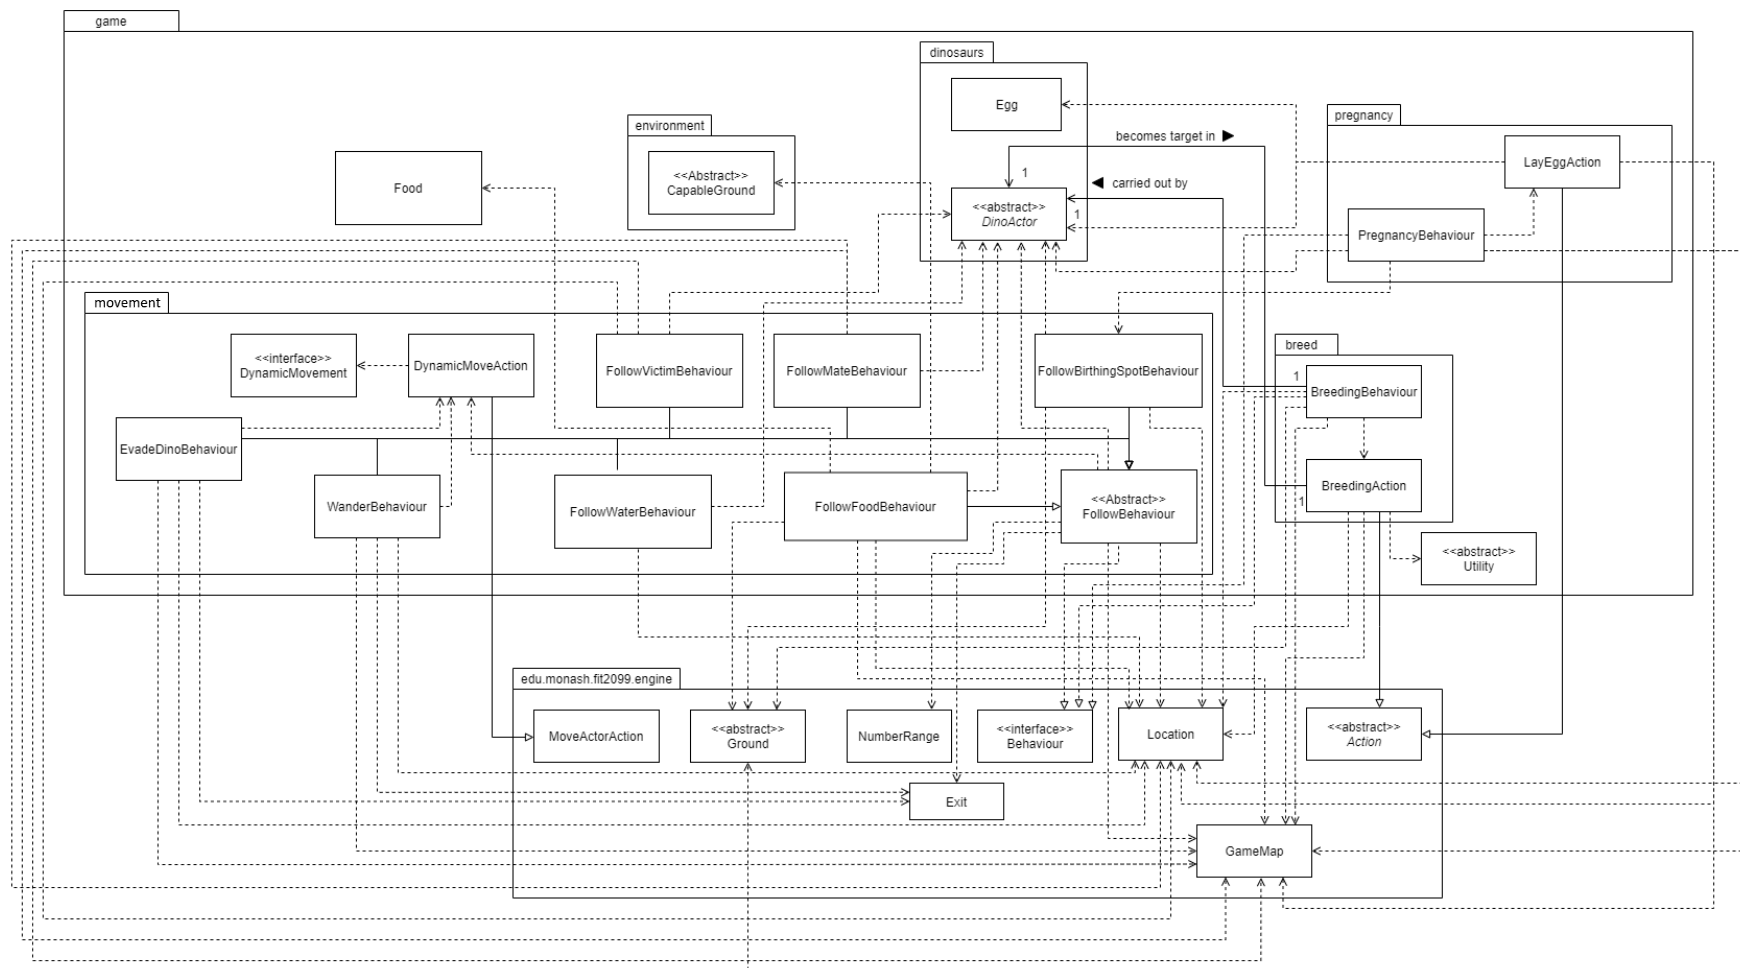 game
dinosaurs
Egg
environment
pregnancy
becomes target in
<<Abstract>>
CapableGround
Food
LayEggAction
1
carried out by
<<abstract>>
DinoActor
1
PregnancyBehaviour
movement
<<interface>>
DynamicMovement
DynamicMoveAction
FollowVictimBehaviour
FollowMateBehaviour
FollowBirthingSpotBehaviour
breed
1
BreedingBehaviour
EvadeDinoBehaviour
WanderBehaviour
FollowWaterBehaviour
FollowFoodBehaviour
<<Abstract>>
FollowBehaviour
BreedingAction
1
<<abstract>>
Utility
edu.monash.fit2099.engine
MoveActorAction
<<abstract>>
Ground
NumberRange
<<interface>>
Behaviour
Location
<<abstract>>
Action
Exit
GameMap